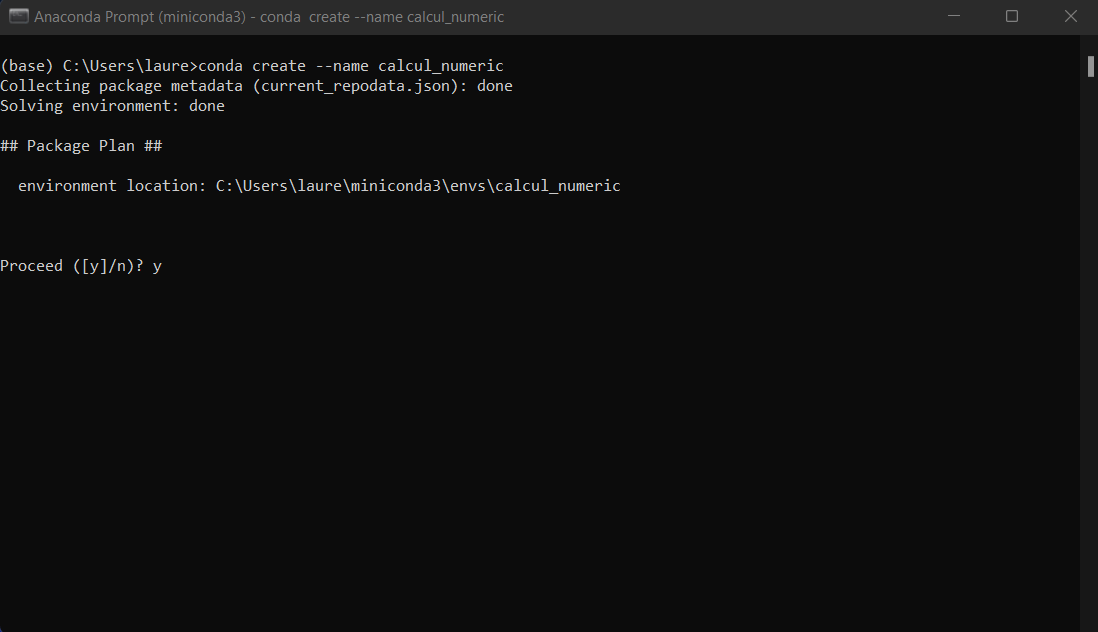 Anaconda Prompt (miniconda3) - conda  create --name calcul_numeric
(base) C:\Users\laure>conda create --name calcul_numeric
Collecting package metadata (current_repodata.json): done
Solving environment: done
## Package Plan ##
  environment location: C:\Users\laure\miniconda3\envs\calcul_numeric
Proceed ([y]/n)? y